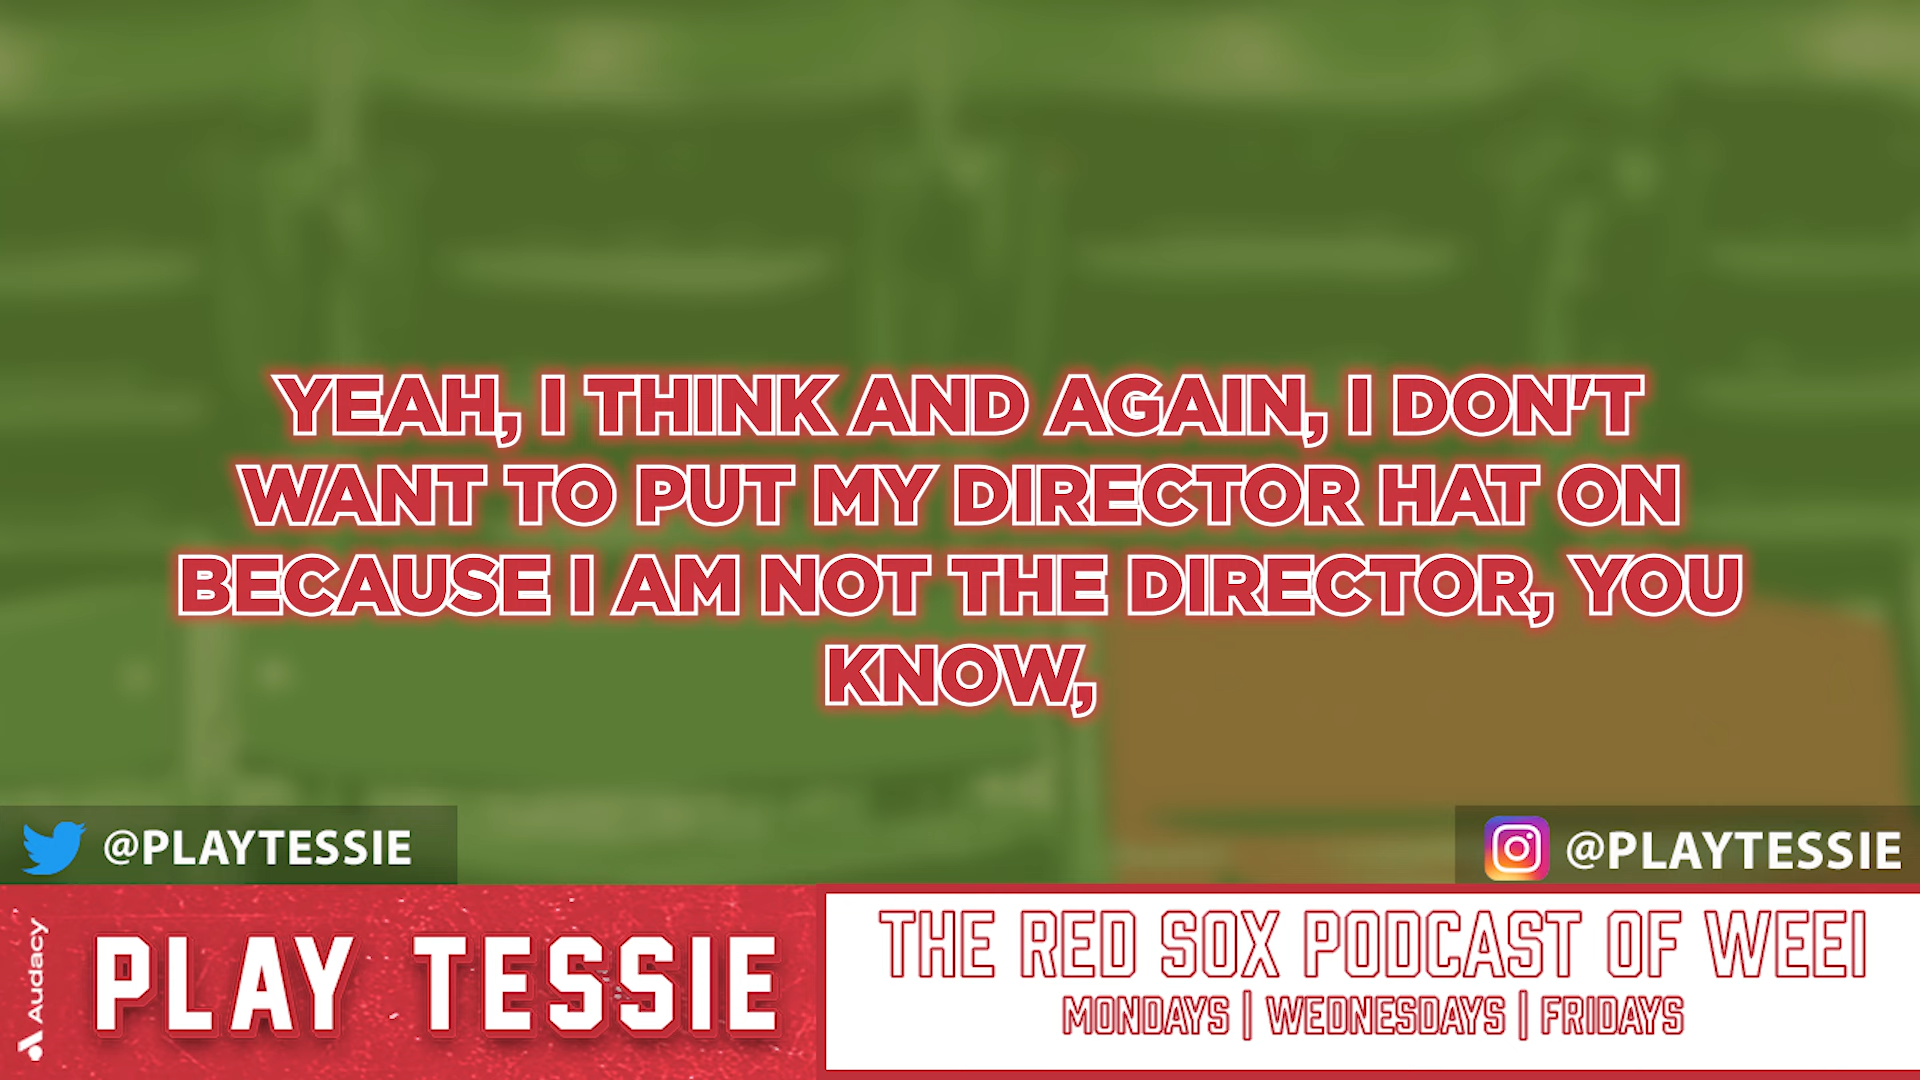 YEAH, I THINK AND AGAIN, I DON'T
WANT TO PUT MY DIRECTOR HAT ON
BECAUSE I AM NOT THE DIRECTOR, YOU
KNOW,
@PLAYTESSIE
@PLAYTESSIE
Audacy
PLAY TESSIE
THE RED SOX PODCAST OF WEEI
MONDAYS | WEDNESDAYS | FRIDAYS